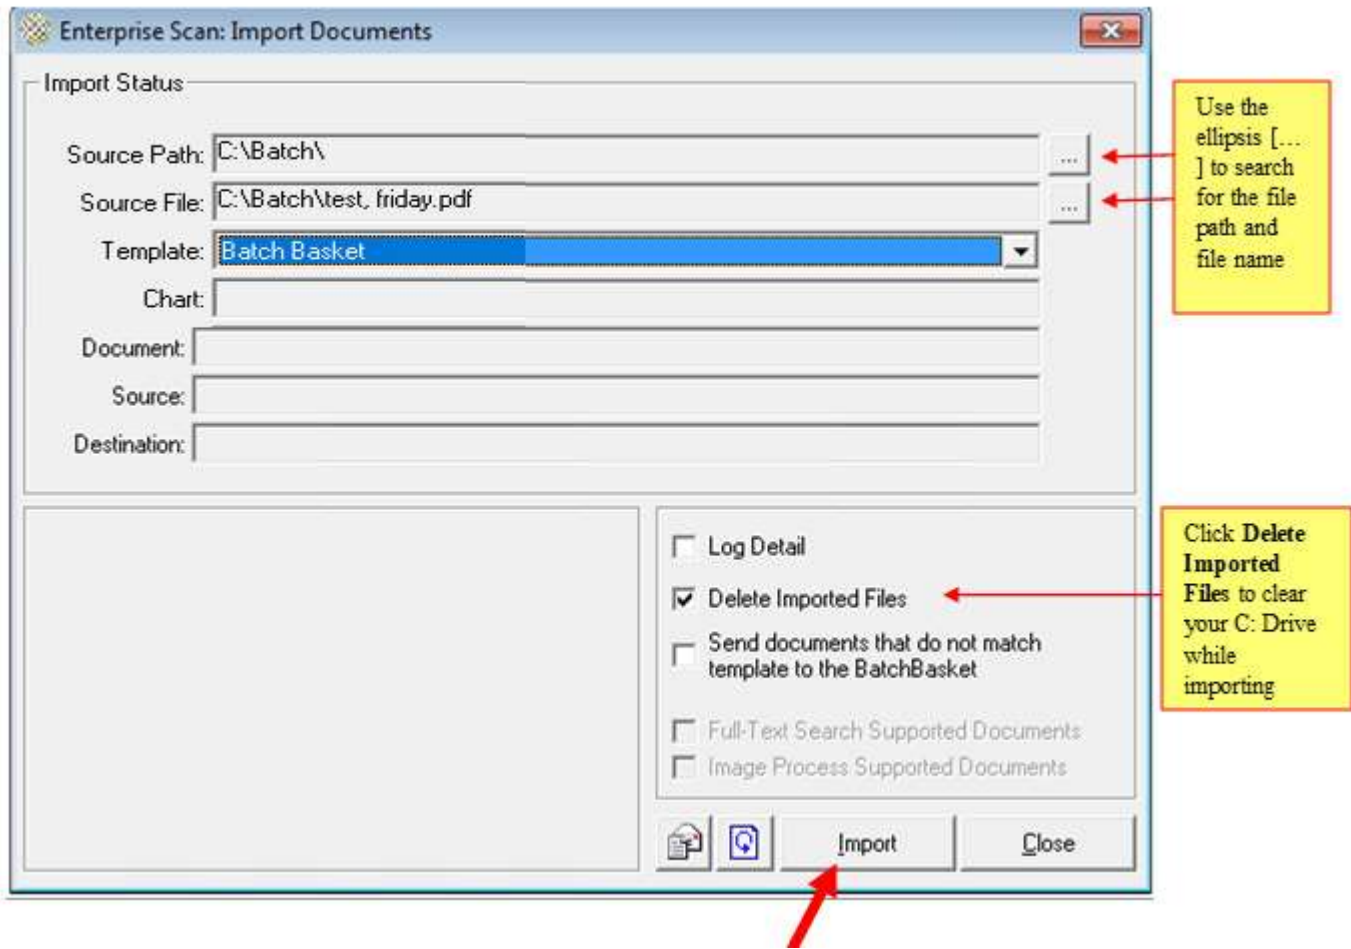 Enterprise Scan: Import Documents
Import Status
Source Path: C:\Batch\ ...
Source File: C:\Batch\test, friday.pdf ...
Template: Batch Basket
Chart:
Document:
Source:
Destination:
Log Detail
Delete Imported Files
Send documents that do not match
template to the BatchBasket
Full-Text Search Supported Documents
Image Process Supported Documents
Import Close
Use the
ellipsis [...
] to search
for the file
path and
file name
Click Delete
Imported
Files to clear
your C: Drive
while
importing